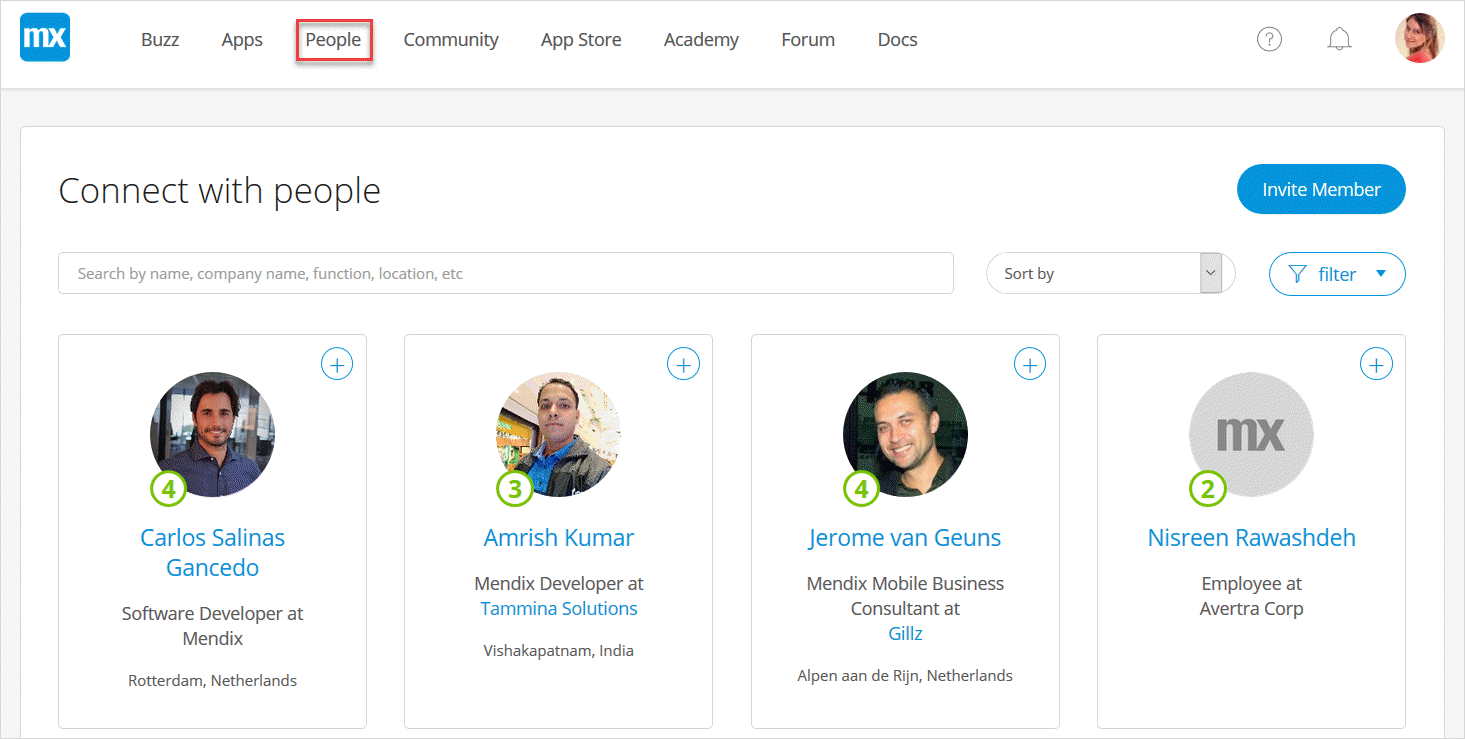 mx Buzz Apps People Community App Store Academy Forum Docs ?
Connect with people
Invite Member
Search by name, company name, function, location, etc
Sort by
filter
4
Carlos Salinas
Gancedo
Software Developer at
Mendix
Rotterdam, Netherlands
3
Amrish Kumar
Mendix Developer at
Tammina Solutions
Vishakapatnam, India
4
Jerome van Geuns
Mendix Mobile Business
Consultant at
Gillz
Alpen aan de Rijn, Netherlands
mx
2
Nisreen Rawashdeh
Employee at
Avertra Corp